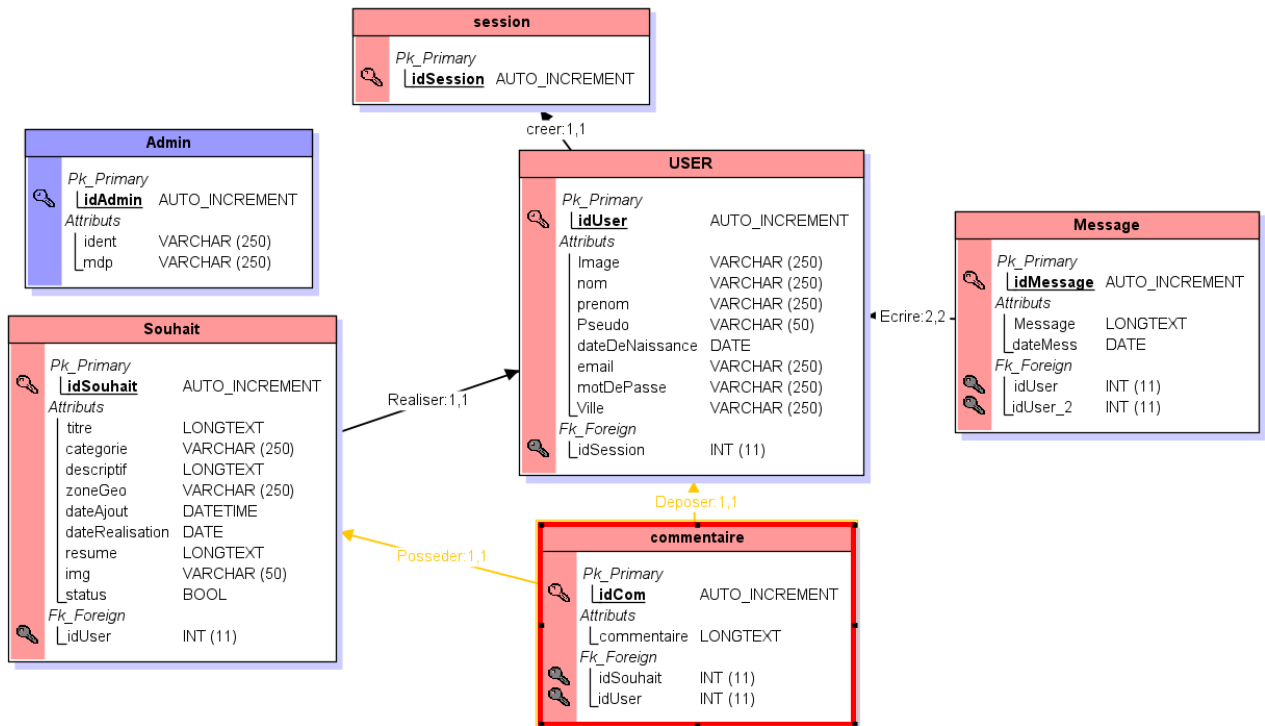 session
Pk_Primary
idSession AUTO_INCREMENT
creer:1,1
Admin
Pk_Primary
idAdmin AUTO_INCREMENT
Attributs
ident VARCHAR (250)
mdp VARCHAR (250)
USER
Pk_Primary
idUser AUTO_INCREMENT
Attributs
Image VARCHAR (250)
nom VARCHAR (250)
prenom VARCHAR (250)
Pseudo VARCHAR (50)
dateDeNaissance DATE
email VARCHAR (250)
motDePasse VARCHAR (250)
Ville VARCHAR (250)
Fk_Foreign
idSession INT (11)
Message
Pk_Primary
idMessage AUTO_INCREMENT
Attributs
Message LONGTEXT
dateMess DATE
Fk_Foreign
idUser INT (11)
idUser_2 INT (11)
Ecrire:2,2
Souhait
Pk_Primary
idSouhait AUTO_INCREMENT
Attributs
titre LONGTEXT
categorie VARCHAR (250)
descriptif LONGTEXT
zoneGeo VARCHAR (250)
dateAjout DATETIME
dateRealisation DATE
resume LONGTEXT
img VARCHAR (50)
status BOOL
Fk_Foreign
idUser INT (11)
Realiser:1,1
Deposer:1,1
Posseder:1,1
commentaire
Pk_Primary
idCom AUTO_INCREMENT
Attributs
commentaire LONGTEXT
Fk_Foreign
idSouhait INT (11)
idUser INT (11)